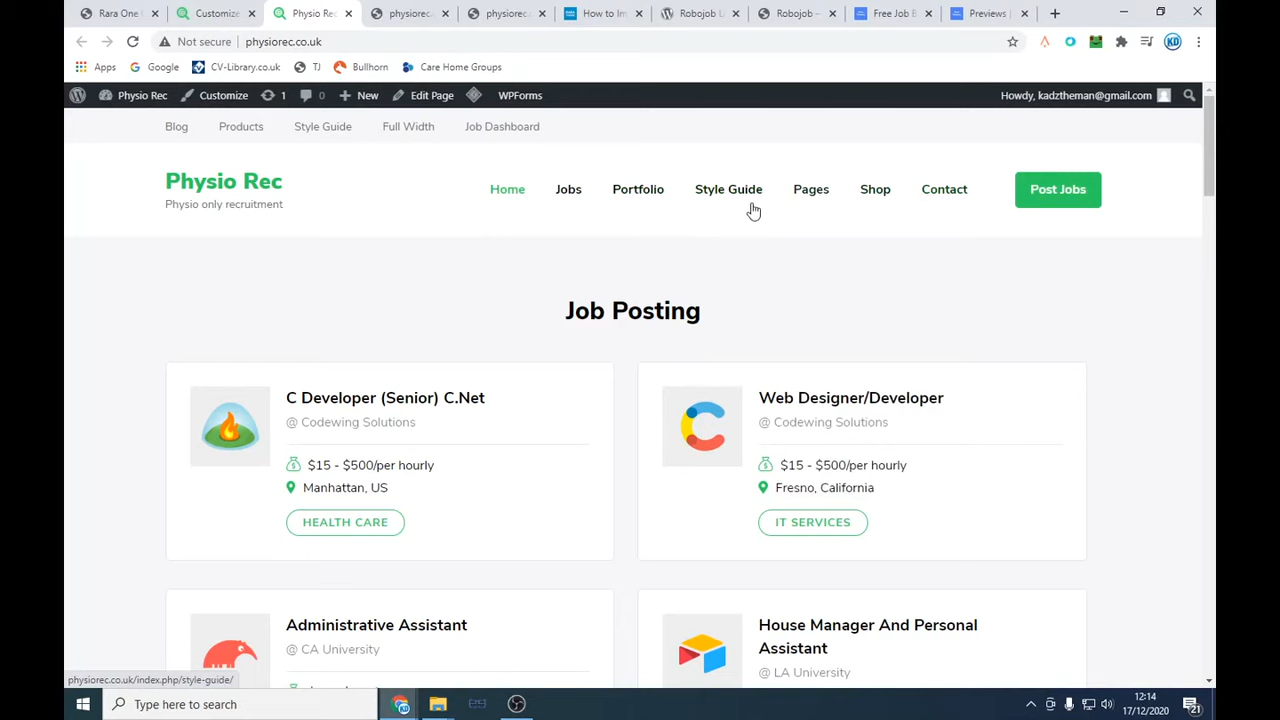 Rara One
Customize
Physio Re
physiorec.
physiorec.
How to Im
Robojob L
Robojob –
Free Job B
Previews
Not secure
physiorec.co.uk
Apps
Google
CV-Library.co.uk
TJ
Bullhorn
Care Home Groups
Physio Rec
Customize
1
0
New
Edit Page
WPForms
Howdy, kadztheman@gmail.com
Blog
Products
Style Guide
Full Width
Job Dashboard
Physio Rec
Physio only recruitment
Home
Jobs
Portfolio
Style Guide
Pages
Shop
Contact
Post Jobs
Job Posting
C Developer (Senior) C.Net
@ Codewing Solutions
$15 - $500/per hourly
Manhattan, US
HEALTH CARE
Web Designer/Developer
@ Codewing Solutions
$15 - $500/per hourly
Fresno, California
IT SERVICES
Administrative Assistant
@ CA University
House Manager And Personal
Assistant
@ LA University
physiorec.co.uk/index.php/style-guide/
Type here to search
12:14
17/12/2020
21